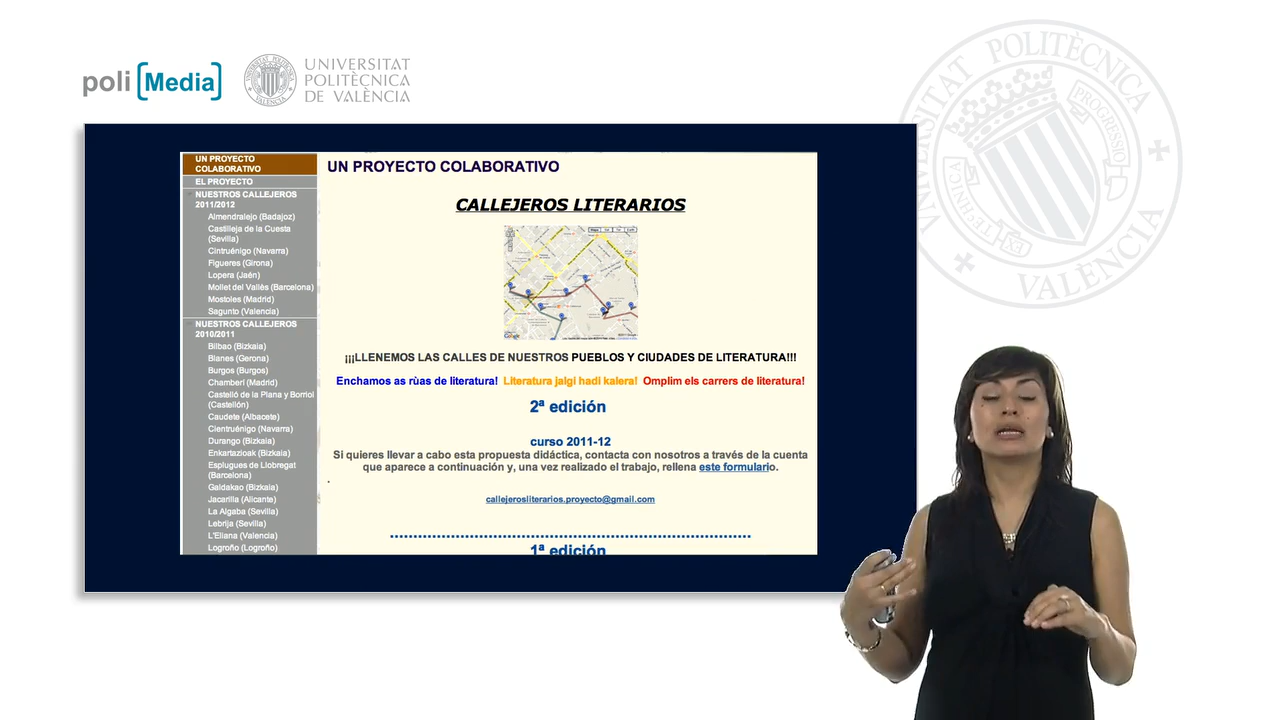 poli [Media]
UNIVERSITAT
POLITÈCNICA
DE VALÈNCIA
UNIVERSITAT POLITÈCNICA
VALÈNCIA
PROGRESSIO
EX TECHNICA
UN PROYECTO
COLABORATIVO
EL PROYECTO
NUESTROS CALLEJEROS
2011/2012
Almendralejo (Badajoz)
Castilleja de la Cuesta
(Sevilla)
Cintruénigo (Navarra)
Figueres (Girona)
Lopera (Jaén)
Mollet del Vallès (Barcelona)
Mostoles (Madrid)
Sagunto (Valencia)
NUESTROS CALLEJEROS
2010/2011
Bilbao (Bizkaia)
Blanes (Gerona)
Burgos (Burgos)
Chamberí (Madrid)
Castelló de la Plana y Borriol
(Castellón)
Caudete (Albacete)
Cientruénigo (Navarra)
Durango (Bizkaia)
Enkartazioak (Bizkaia)
Esplugues de Llobregat
(Barcelona)
Galdakao (Bizkaia)
Jacarilla (Alicante)
La Algaba (Sevilla)
Lebrija (Sevilla)
L'Eliana (Valencia)
Logroño (Logroño)
UN PROYECTO COLABORATIVO
CALLEJEROS LITERARIOS
¡¡¡LLENEMOS LAS CALLES DE NUESTROS PUEBLOS Y CIUDADES DE LITERATURA!!!
Enchamos as rùas de literatura! Literatura jalgi hadi kalera! Omplim els carrers de literatura!
2ª edición
curso 2011-12
Si quieres llevar a cabo esta propuesta didáctica, contacta con nosotros a través de la cuenta
que aparece a continuación y, una vez realizado el trabajo, rellena este formulario.
.
callejerosliterarios.proyecto@gmail.com
1ª edición